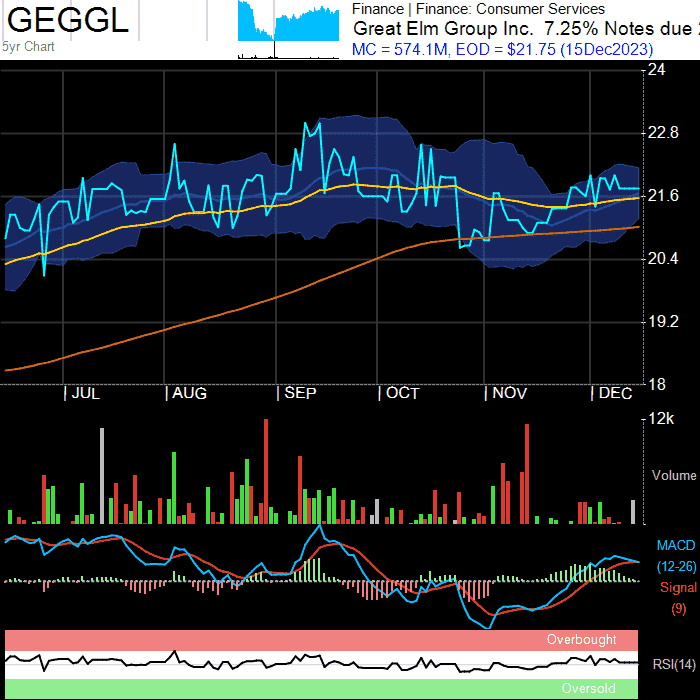 GEGGL
5yr Chart
Finance | Finance: Consumer Services
Great Elm Group Inc. 7.25% Notes due
MC = 574.1M, EOD = $21.75 (15Dec2023)
24
22.8
21.6
20.4
19.2
18
| JUL | AUG | SEP | OCT | NOV | DEC
12k
Volume
MACD
(12-26)
Signal
(9)
Overbought
RSI(14)
Oversold